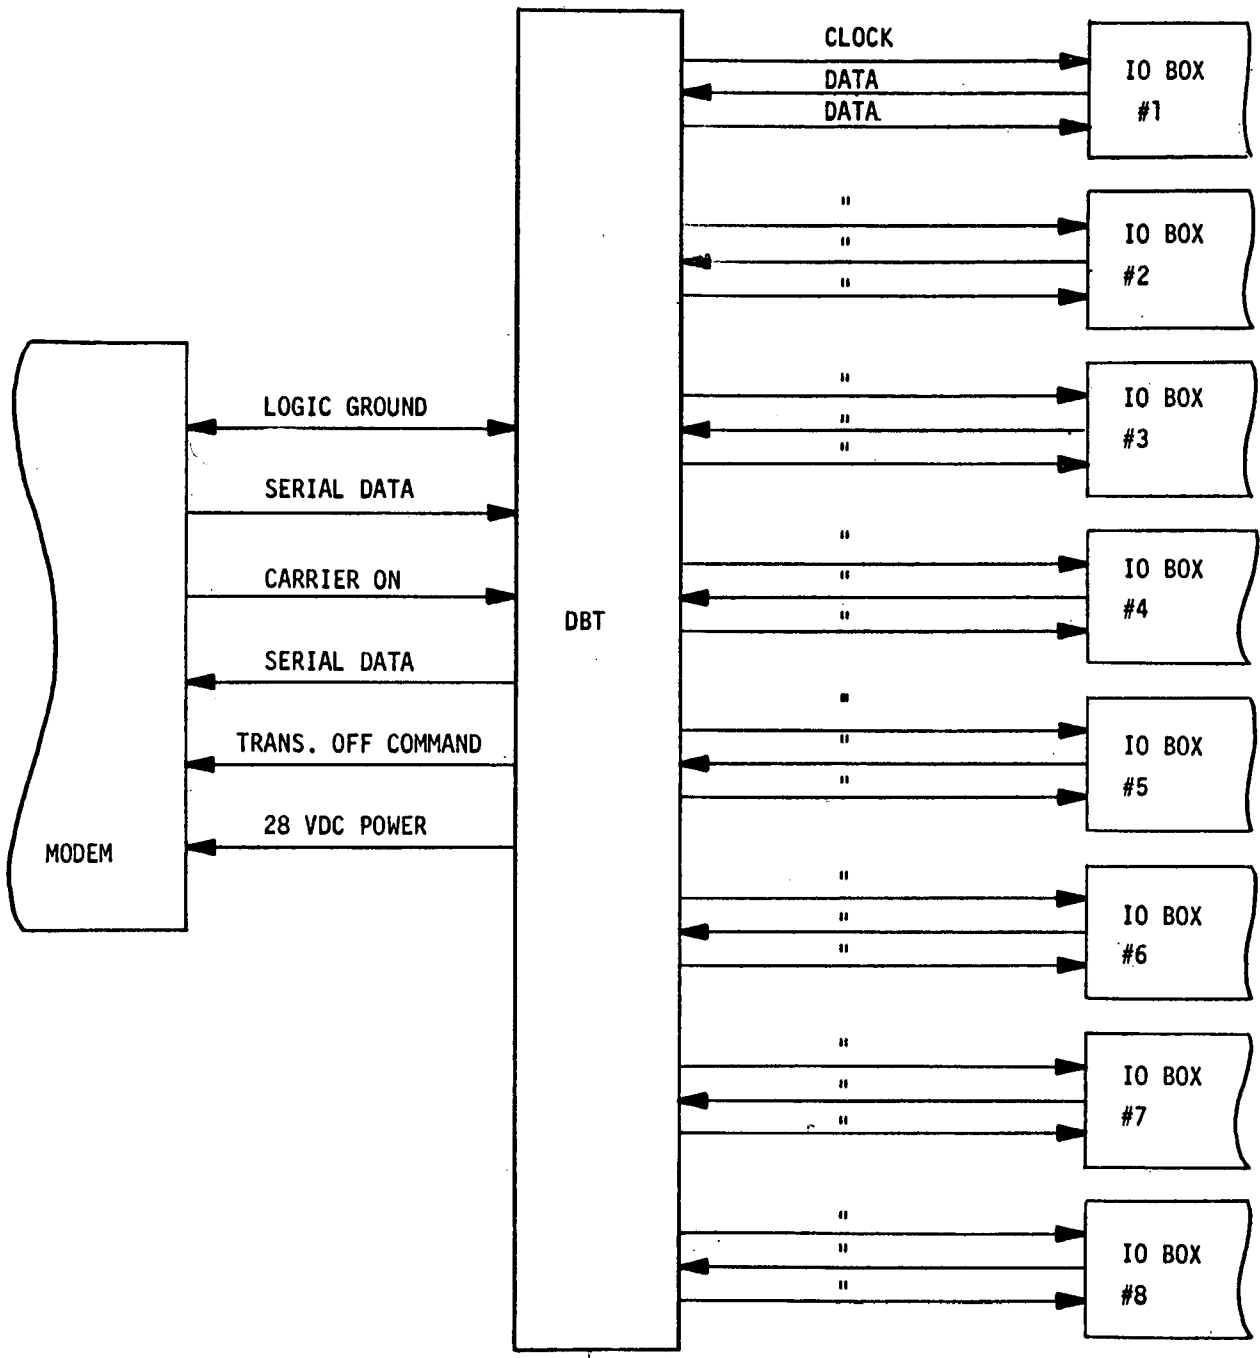 CLOCK
DATA
DATA
IO BOX
#1
"
"
"
IO BOX
#2
"
"
"
IO BOX
#3
"
"
"
IO BOX
#4
"
"
"
IO BOX
#5
"
"
"
IO BOX
#6
"
"
"
IO BOX
#7
"
"
"
IO BOX
#8
DBT
LOGIC GROUND
SERIAL DATA
CARRIER ON
SERIAL DATA
TRANS. OFF COMMAND
28 VDC POWER
MODEM